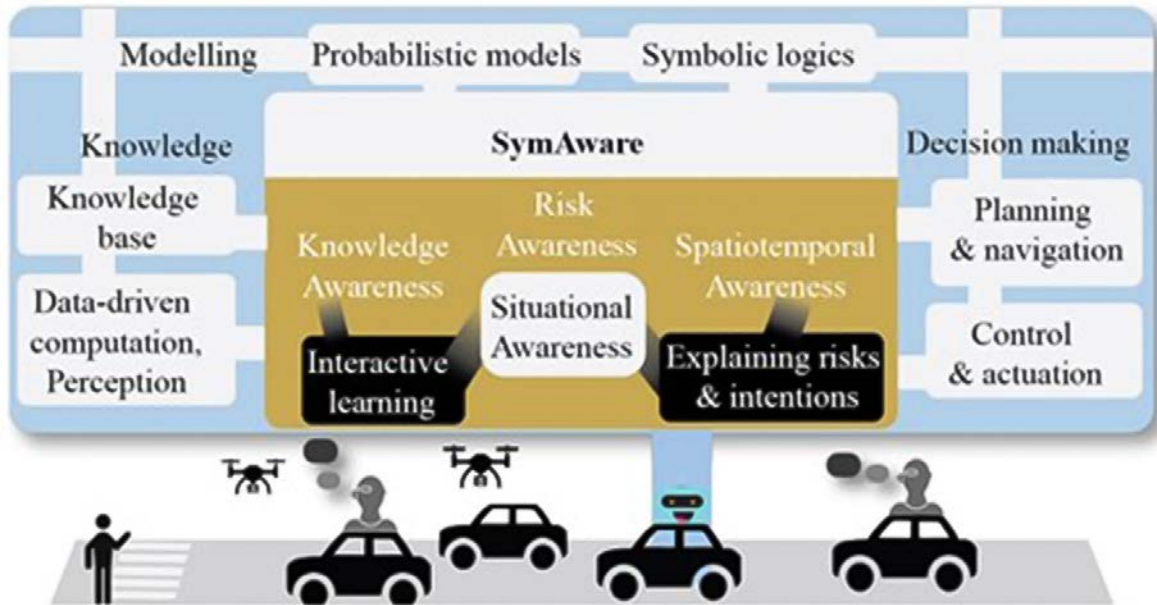 Modelling
Probabilistic models
Symbolic logics
SymAware
Knowledge
Knowledge
base
Data-driven
computation,
Perception
Risk
Awareness
Knowledge
Awareness
Spatiotemporal
Awareness
Situational
Awareness
Interactive
learning
Explaining risks
& intentions
Decision making
Planning
& navigation
Control
& actuation